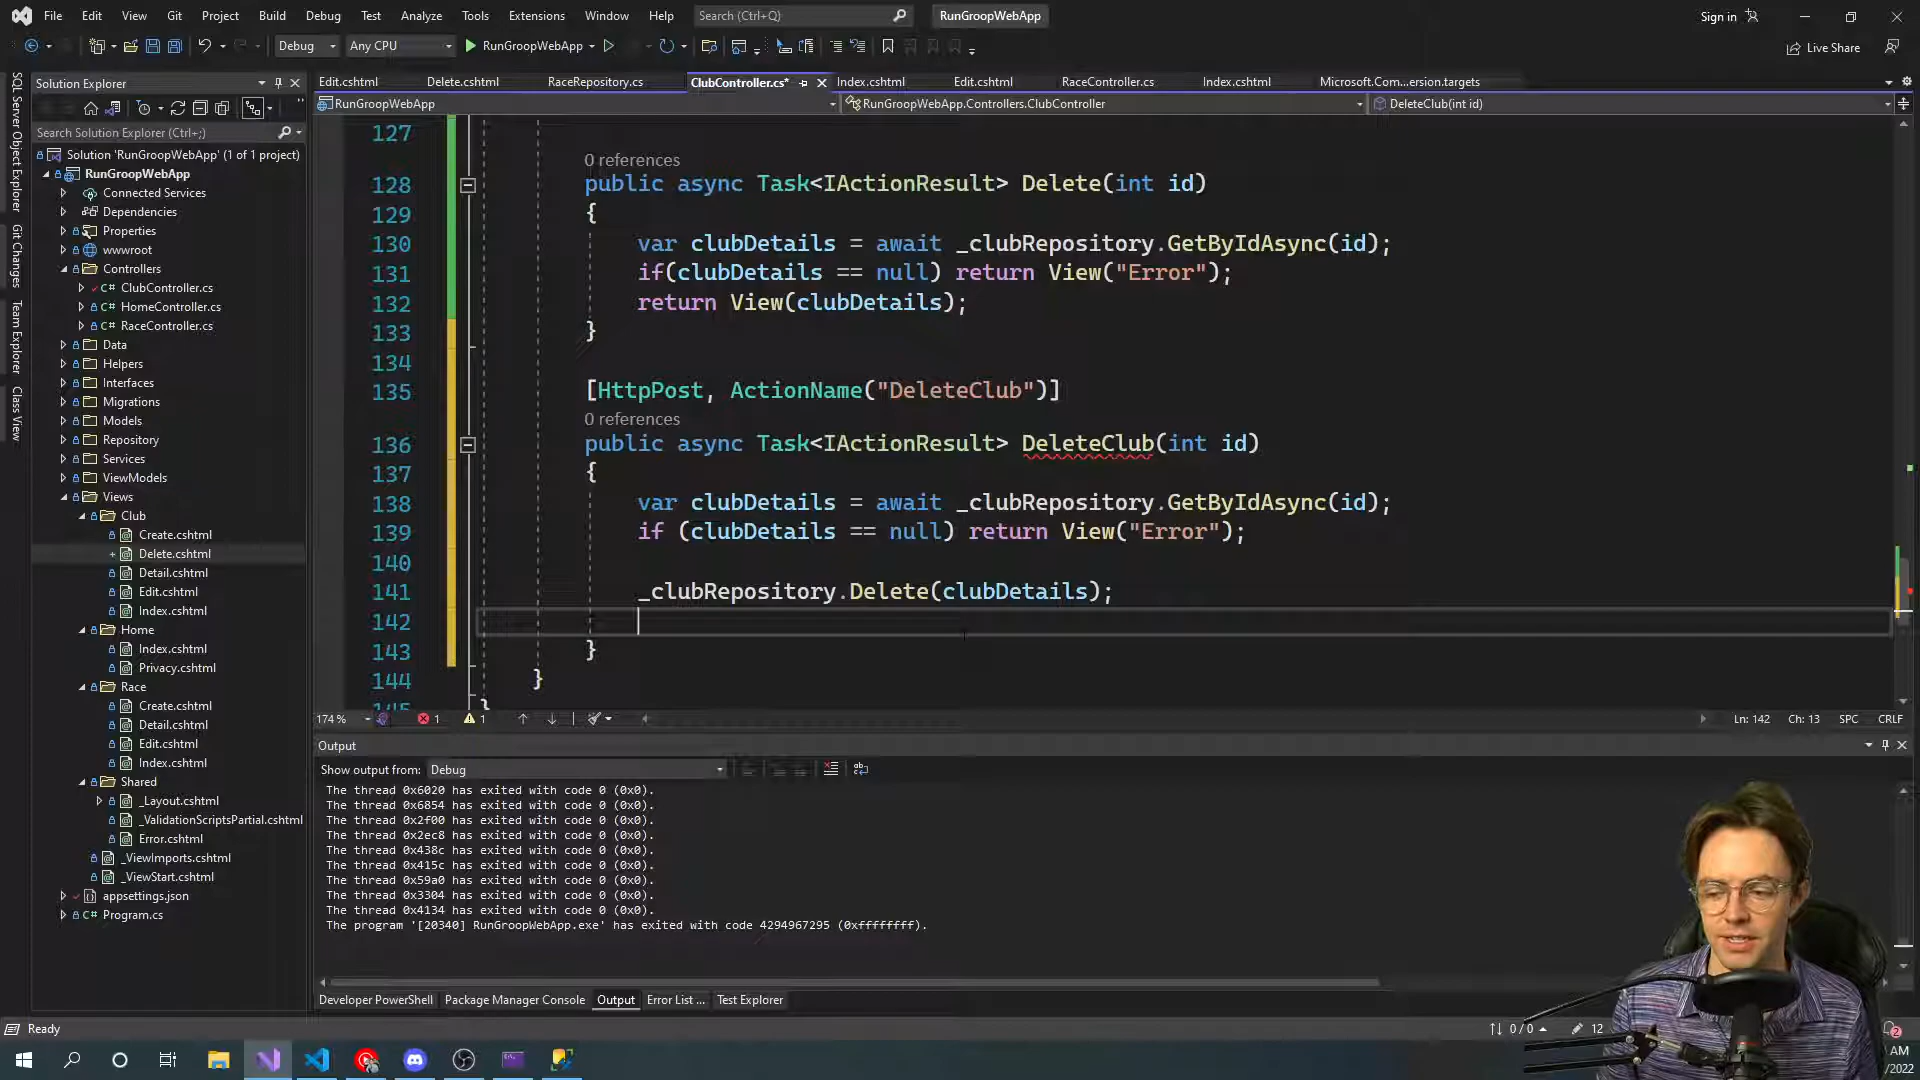 File Edit View Git Project Build Debug Test Analyze Tools Extensions Window Help Search (Ctrl+Q) RunGroopWebApp Sign in
Debug Any CPU RunGroopWebApp Live Share
Solution Explorer
Edit.cshtml Delete.cshtml RaceRepository.cs ClubController.cs* Index.cshtml Edit.cshtml RaceController.cs Index.cshtml Microsoft.Com...ersion.targets
RunGroopWebApp RunGroopWebApp.Controllers.ClubController DeleteClub(int id)
SQL Server Object Explorer
Git Changes
Team Explorer
Class View
Search Solution Explorer (Ctrl+;)
Solution 'RunGroopWebApp' (1 of 1 project)
RunGroopWebApp
Connected Services
Dependencies
Properties
wwwroot
Controllers
C# ClubController.cs
C# HomeController.cs
C# RaceController.cs
Data
Helpers
Interfaces
Migrations
Models
Repository
Services
ViewModels
Views
Club
Create.cshtml
Delete.cshtml
Detail.cshtml
Edit.cshtml
Index.cshtml
Home
Index.cshtml
Privacy.cshtml
Race
Create.cshtml
Detail.cshtml
Edit.cshtml
Index.cshtml
Shared
_Layout.cshtml
_ValidationScriptsPartial.cshtml
Error.cshtml
_ViewImports.cshtml
_ViewStart.cshtml
appsettings.json
C# Program.cs
127
0 references
128 public async Task<IActionResult> Delete(int id)
129 {
130 var clubDetails = await _clubRepository.GetByIdAsync(id);
131 if(clubDetails == null) return View("Error");
132 return View(clubDetails);
133 }
134
135 [HttpPost, ActionName("DeleteClub")]
0 references
136 public async Task<IActionResult> DeleteClub(int id)
137 {
138 var clubDetails = await _clubRepository.GetByIdAsync(id);
139 if (clubDetails == null) return View("Error");
140
141 _clubRepository.Delete(clubDetails);
142
143 }
144 }
145 }
174 % 1 1 Ln: 142 Ch: 13 SPC CRLF
Output
Show output from: Debug
The thread 0x6020 has exited with code 0 (0x0).
The thread 0x6854 has exited with code 0 (0x0).
The thread 0x2f00 has exited with code 0 (0x0).
The thread 0x2ec8 has exited with code 0 (0x0).
The thread 0x438c has exited with code 0 (0x0).
The thread 0x415c has exited with code 0 (0x0).
The thread 0x59a0 has exited with code 0 (0x0).
The thread 0x3304 has exited with code 0 (0x0).
The thread 0x4134 has exited with code 0 (0x0).
The program '[20340] RunGroopWebApp.exe' has exited with code 4294967295 (0xffffffff).
Developer PowerShell Package Manager Console Output Error List ... Test Explorer
Ready 0 / 0 12 2
AM
/2022